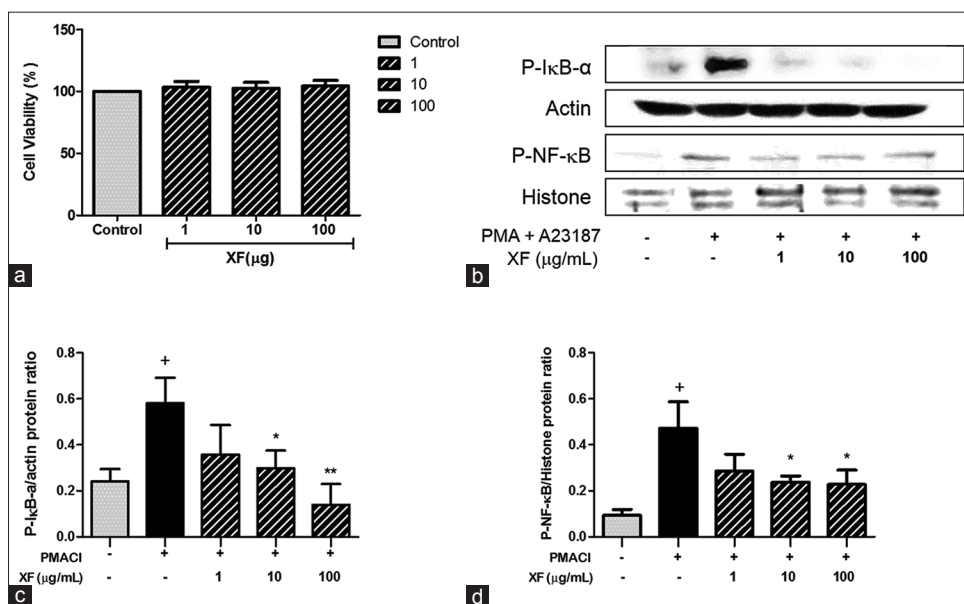 Cell Viability (%)
150
100
50
0
Control
1
10
100
XF(µg)
Control
1
10
100
a
P-IκB-α
Actin
P-NF-κB
Histone
PMA + A23187 - + + + +
XF (µg/mL) - - 1 10 100
b
P-IκB-a/actin protein ratio
0.8
0.6
0.4
0.2
0.0
+
*
**
PMACI - + + + +
XF (µg/mL) - - 1 10 100
c
P-NF-κB/Histone protein ratio
0.8
0.6
0.4
0.2
0.0
+
*
*
PMACI - + + + +
XF (µg/mL) - - 1 10 100
d